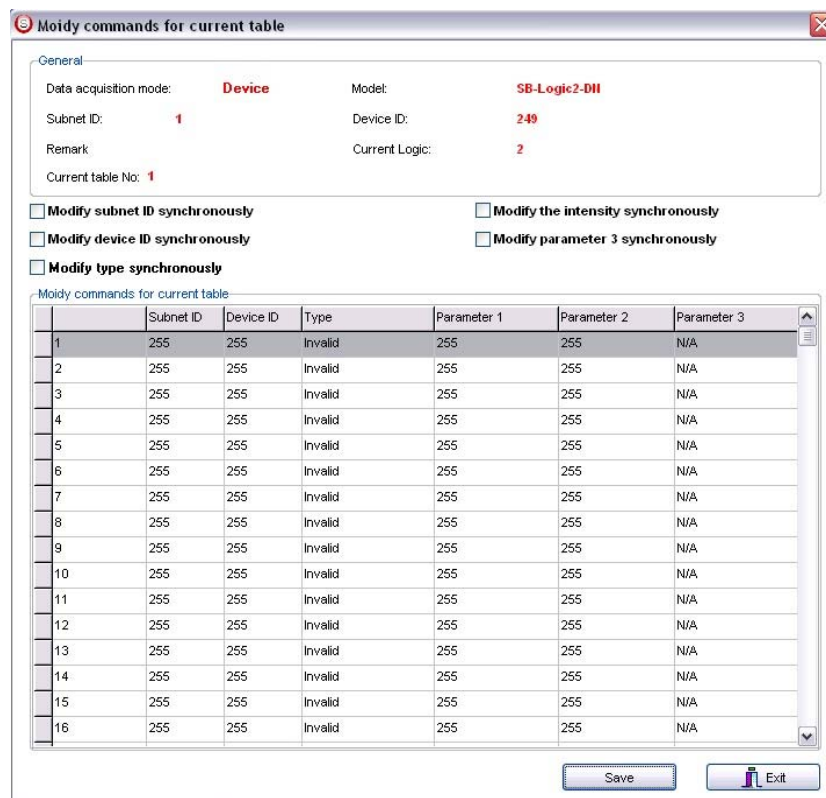 Moidy commands for current table
General
Data acquisition mode: Device Model: SB-Logic2-DN
Subnet ID: 1 Device ID: 249
Remark Current Logic: 2
Current table No: 1
Modify subnet ID synchronously Modify the intensity synchronously
Modify device ID synchronously Modify parameter 3 synchronously
Modify type synchronously
Moidy commands for current table
Subnet ID Device ID Type Parameter 1 Parameter 2 Parameter 3
1 255 255 Invalid 255 255 N/A
2 255 255 Invalid 255 255 N/A
3 255 255 Invalid 255 255 N/A
4 255 255 Invalid 255 255 N/A
5 255 255 Invalid 255 255 N/A
6 255 255 Invalid 255 255 N/A
7 255 255 Invalid 255 255 N/A
8 255 255 Invalid 255 255 N/A
9 255 255 Invalid 255 255 N/A
10 255 255 Invalid 255 255 N/A
11 255 255 Invalid 255 255 N/A
12 255 255 Invalid 255 255 N/A
13 255 255 Invalid 255 255 N/A
14 255 255 Invalid 255 255 N/A
15 255 255 Invalid 255 255 N/A
16 255 255 Invalid 255 255 N/A
Save Exit